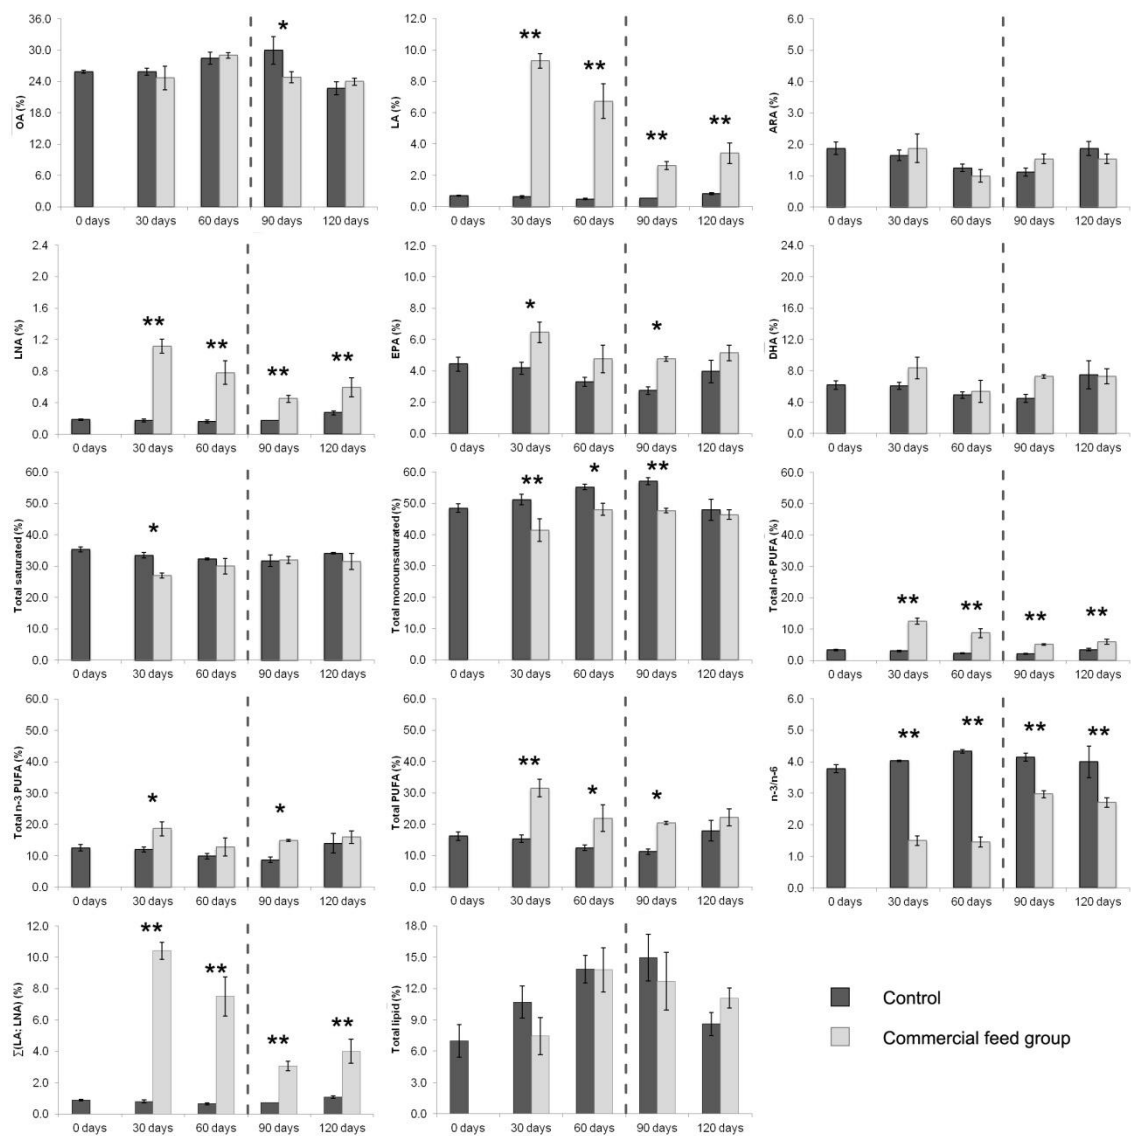 OA (%)
36.0
30.0
24.0
18.0
12.0
6.0
0.0
*
0 days 30 days 60 days 90 days 120 days
LA (%)
12.0
10.0
8.0
6.0
4.0
2.0
0.0
** ** ** **
0 days 30 days 60 days 90 days 120 days
ARA (%)
6.0
5.0
4.0
3.0
2.0
1.0
0.0
0 days 30 days 60 days 90 days 120 days
LNA (%)
2.4
2.0
1.6
1.2
0.8
0.4
0.0
** ** ** **
0 days 30 days 60 days 90 days 120 days
EPA (%)
12.0
10.0
8.0
6.0
4.0
2.0
0.0
* *
0 days 30 days 60 days 90 days 120 days
DHA (%)
24.0
20.0
16.0
12.0
8.0
4.0
0.0
0 days 30 days 60 days 90 days 120 days
Total saturated (%)
60.0
50.0
40.0
30.0
20.0
10.0
0.0
*
0 days 30 days 60 days 90 days 120 days
Total monounsaturated (%)
60.0
50.0
40.0
30.0
20.0
10.0
0.0
** * **
0 days 30 days 60 days 90 days 120 days
Total n-6 PUFA (%)
60.0
50.0
40.0
30.0
20.0
10.0
0.0
** ** ** **
0 days 30 days 60 days 90 days 120 days
Total n-3 PUFA (%)
60.0
50.0
40.0
30.0
20.0
10.0
0.0
* *
0 days 30 days 60 days 90 days 120 days
Total PUFA (%)
60.0
50.0
40.0
30.0
20.0
10.0
0.0
** * *
0 days 30 days 60 days 90 days 120 days
n-3/n-6
6.0
5.0
4.0
3.0
2.0
1.0
0.0
** ** ** **
0 days 30 days 60 days 90 days 120 days
∑(LA; LNA) (%)
12.0
10.0
8.0
6.0
4.0
2.0
0.0
** ** ** **
0 days 30 days 60 days 90 days 120 days
Total lipid (%)
18.0
15.0
12.0
9.0
6.0
3.0
0.0
0 days 30 days 60 days 90 days 120 days
Control
Commercial feed group